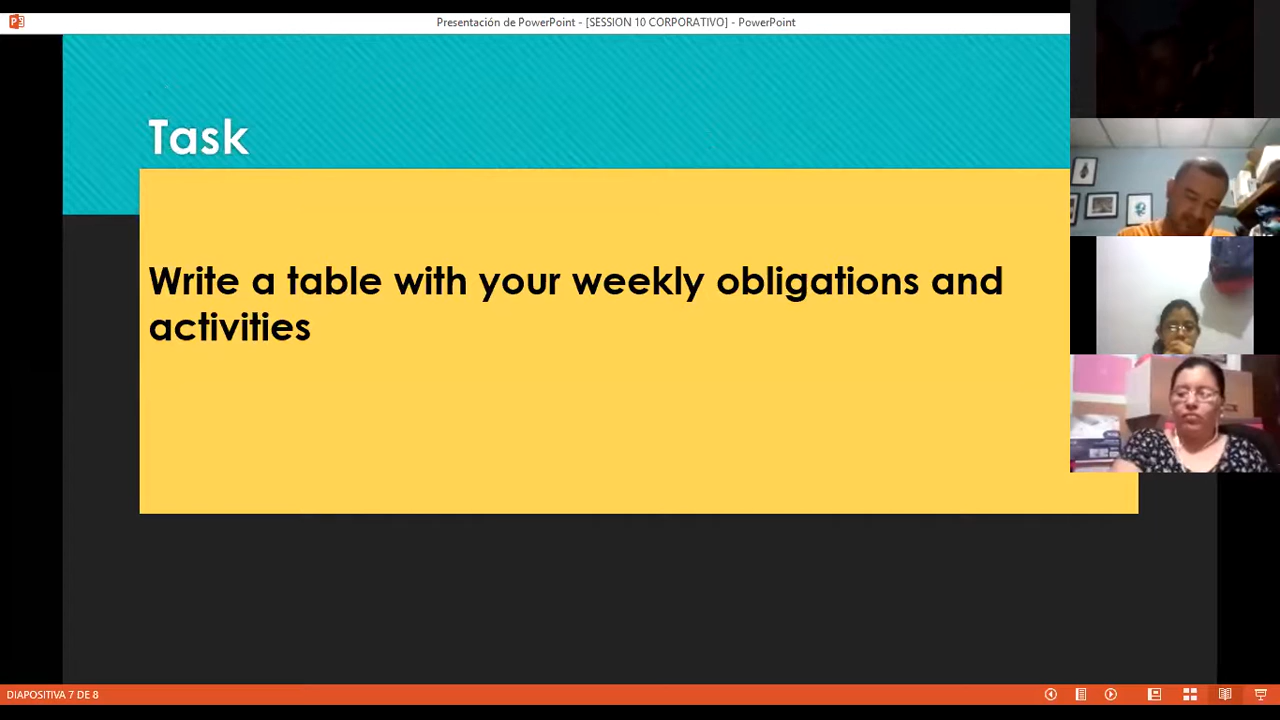 Presentación de PowerPoint - [SESSION 10 CORPORATIVO] - PowerPoint
Task
Write a table with your weekly obligations and
activities
DIAPOSITIVA 7 DE 8